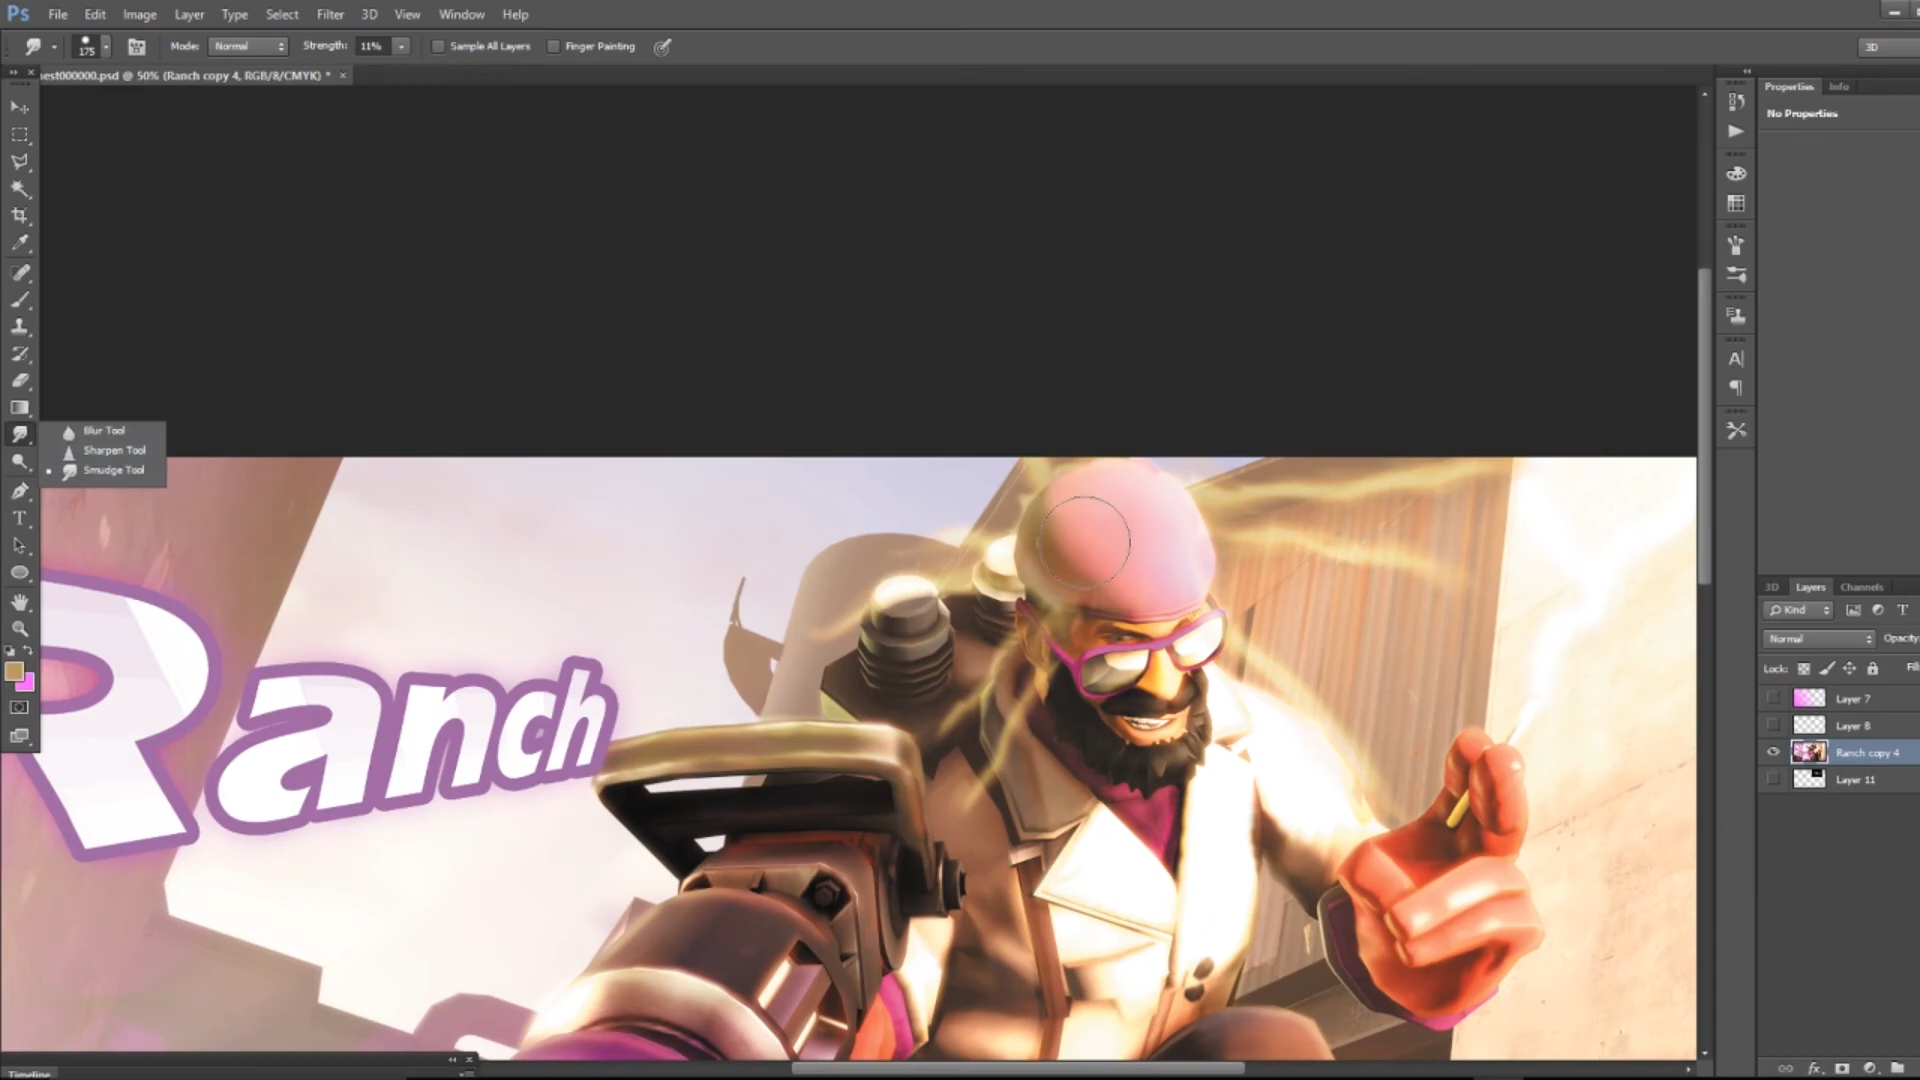 Ps File Edit Image Layer Type Select Filter 3D View Window Help
175 Mode: Normal Strength: 11% Sample All Layers Finger Painting 3D
est000000.psd @ 50% (Ranch copy 4, RGB/8/CMYK) * ×
Properties Info
No Properties
Blur Tool
Sharpen Tool
Smudge Tool
Ranch
3D Layers Channels
Kind
Normal Opacity:
Lock:
Layer 7
Layer 8
Ranch copy 4
Layer 11
Timeline